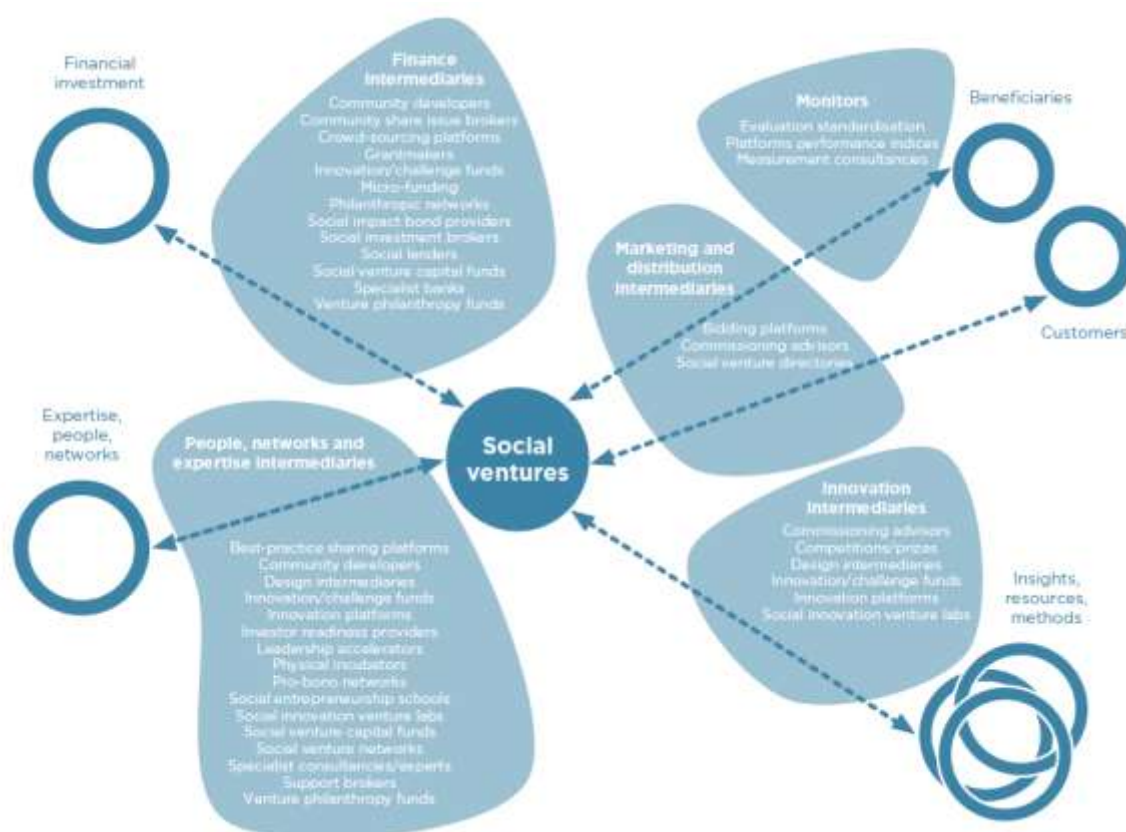 Financial
investment
Finance
intermediaries
Community developers
Community share issue brokers
Crowd-sourcing platforms
Grantmakers
Innovation/challenge funds
Micro-funding
Philanthropic networks
Social impact bond providers
Social investment brokers
Social lenders
Social venture capital funds
Specialist banks
Venture philanthropy funds
Monitors
Evaluation standardisation
Platforms performance indices
Measurement consultancies
Beneficiaries
Customers
Marketing and
distribution
intermediaries
Bidding platforms
Commissioning advisors
Social venture directories
Expertise,
people,
networks
People, networks and
expertise intermediaries
Best-practice sharing platforms
Community developers
Design intermediaries
Innovation/challenge funds
Innovation platforms
Investor readiness providers
Leadership accelerators
Physical incubators
Pro-bono networks
Social entrepreneurship schools
Social innovation venture labs
Social venture capital funds
Social venture networks
Specialist consultancies/experts
Support brokers
Venture philanthropy funds
Social
ventures
Innovation
intermediaries
Commissioning advisors
Competitions/prizes
Design intermediaries
Innovation/challenge funds
Innovation platforms
Social innovation venture labs
Insights,
resources,
methods